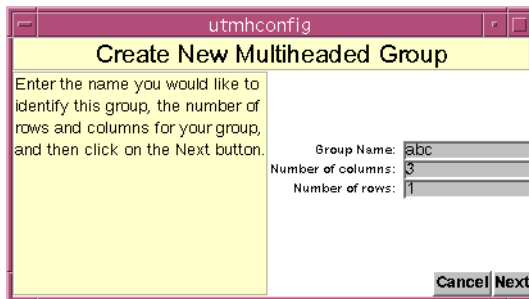 utmhconfig
Create New Multiheaded Group
Enter the name you would like to
identify this group, the number of
rows and columns for your group,
and then click on the Next button.
Group Name: abc
Number of columns: 3
Number of rows: 1
Cancel Next